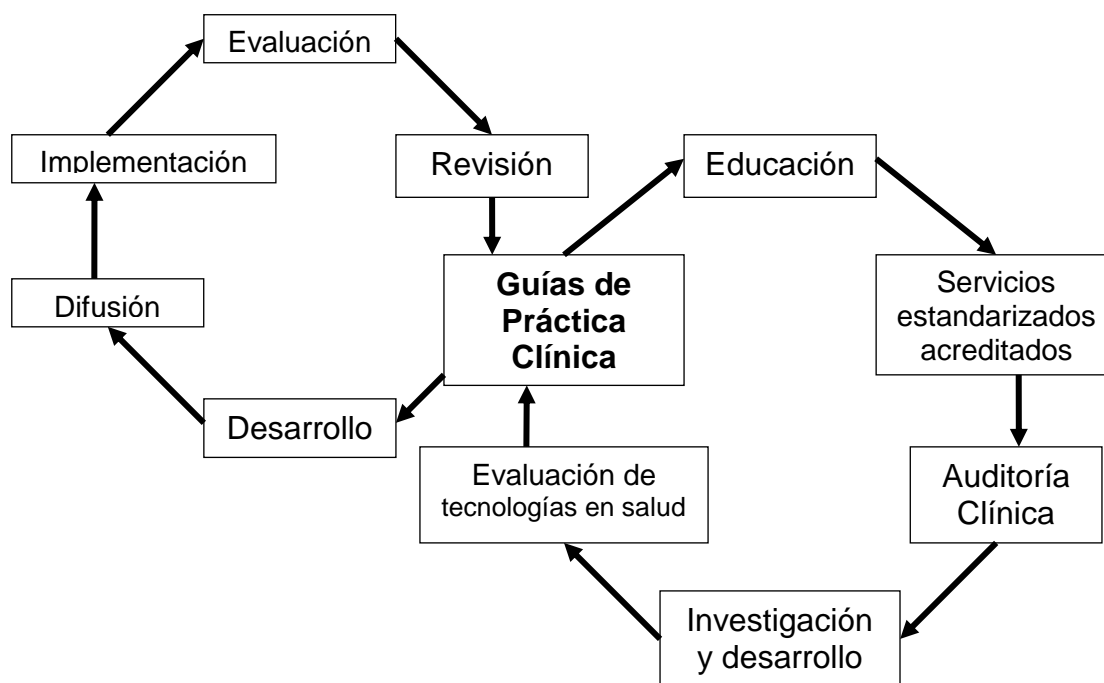 Evaluación
Implementación
Revisión
Educación
Guías de
Práctica
Clínica
Difusión
Servicios
estandarizados
acreditados
Desarrollo
Evaluación de
tecnologías en salud
Auditoría
Clínica
Investigación
y desarrollo